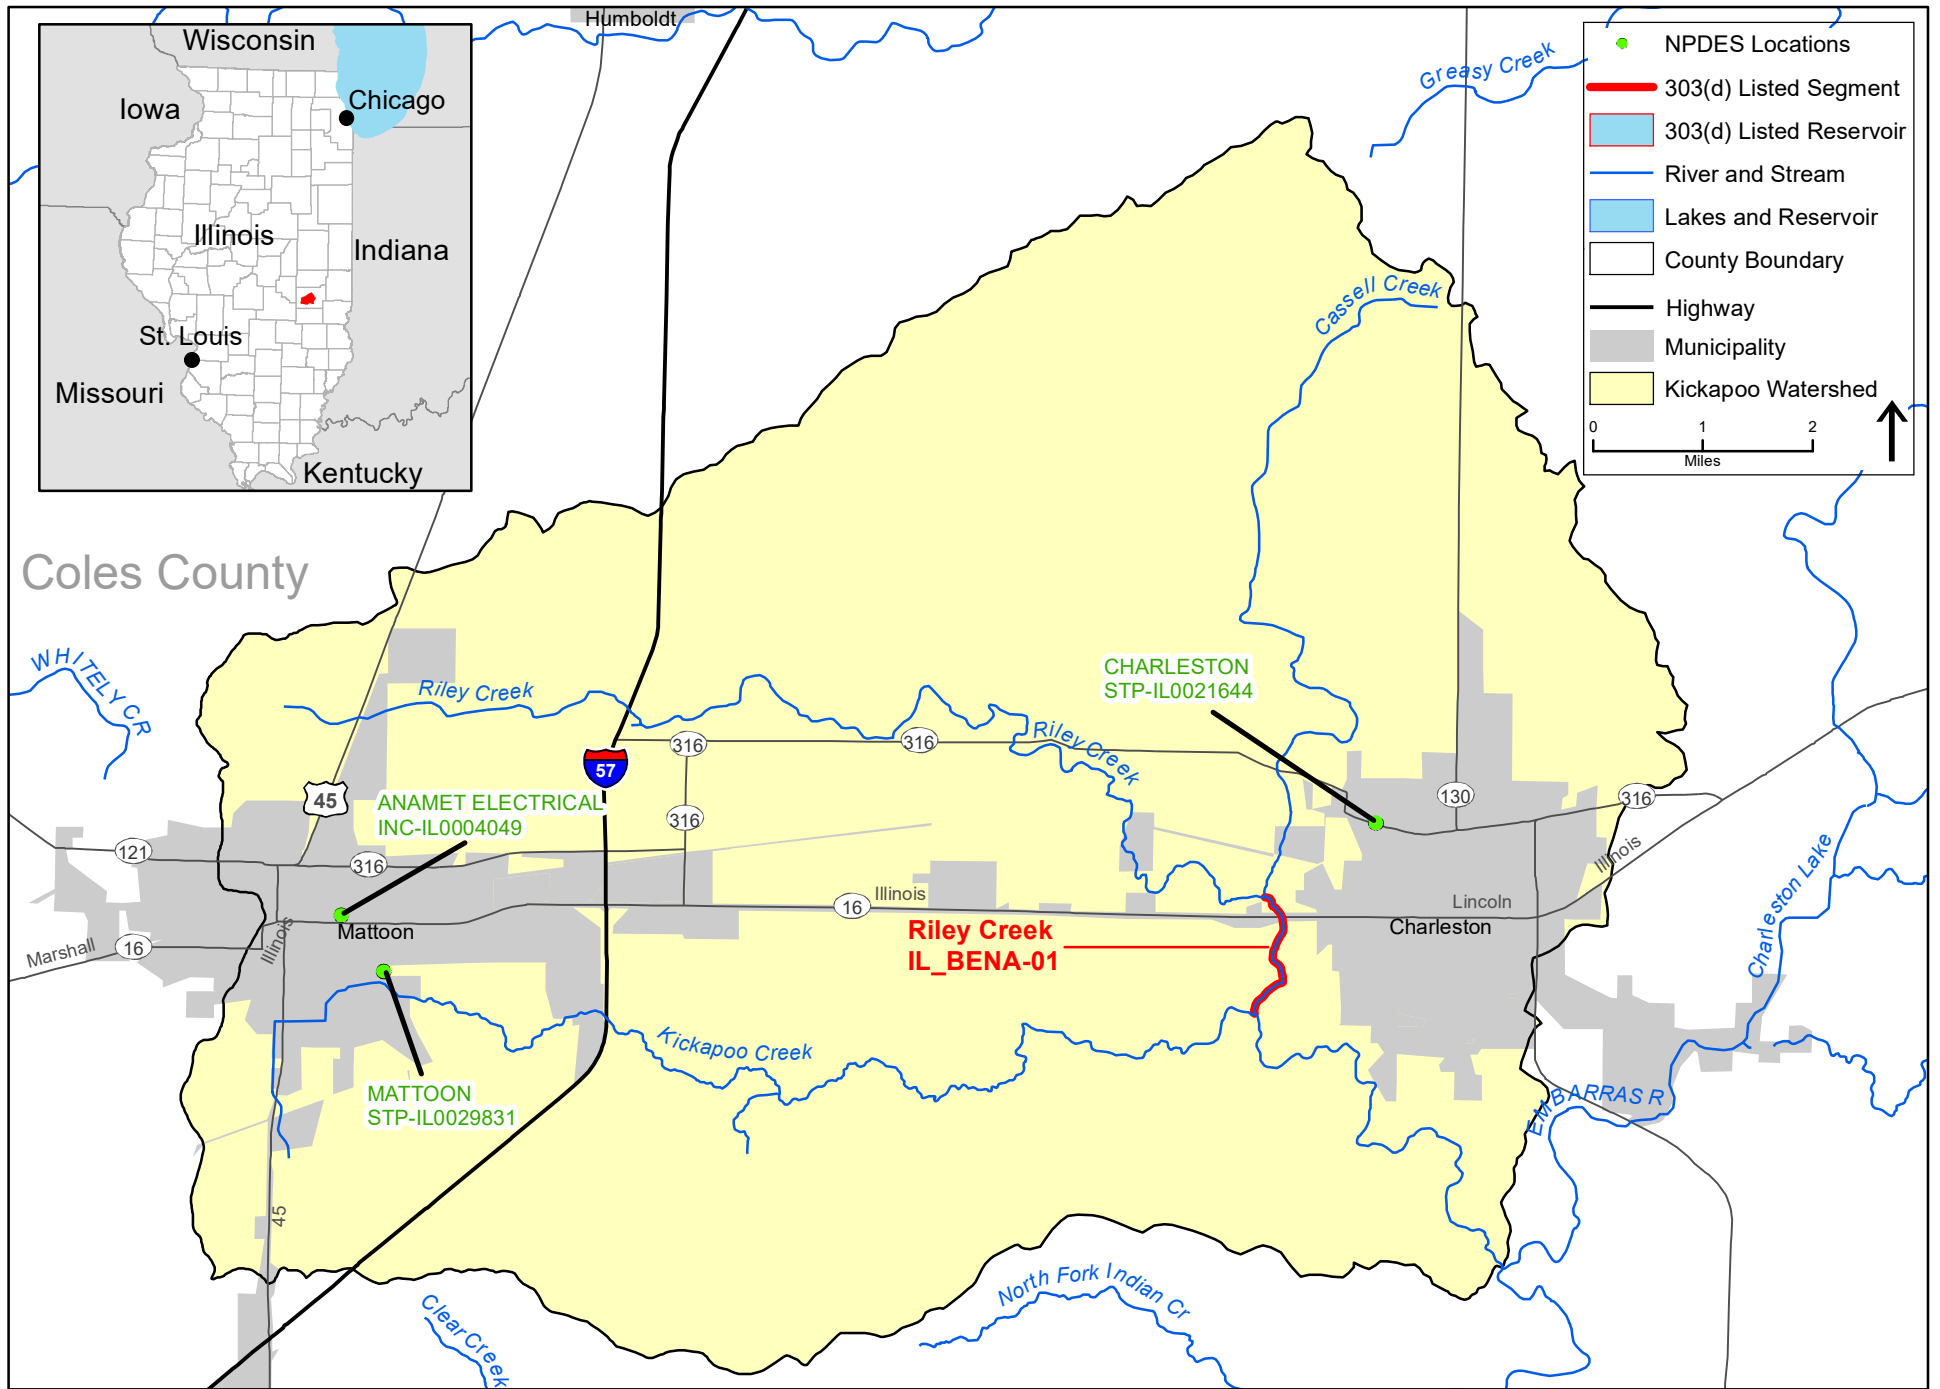 Humboldt
Wisconsin
Iowa
Chicago
Illinois
Indiana
St. Louis
Missouri
Kentucky
Greasy Creek
NPDES Locations
303(d) Listed Segment
303(d) Listed Reservoir
River and Stream
Lakes and Reservoir
County Boundary
Highway
Municipality
Kickapoo Watershed
0 1 2
Miles
Cassell Creek
Coles County
WHITELY CR
Riley Creek
CHARLESTON
STP-IL0021644
Riley Creek
316
316
57
45
ANAMET ELECTRICAL
INC-IL0004049
316
130
316
121
316
Illinois
16
Illinois
Lincoln
Charleston
Mattoon
Marshall
16
Illinois
Riley Creek
IL_BENA-01
Charleston Lake
Kickapoo Creek
MATTOON
STP-IL0029831
EMBARRAS R
45
North Fork Indian Cr
Clear Creek